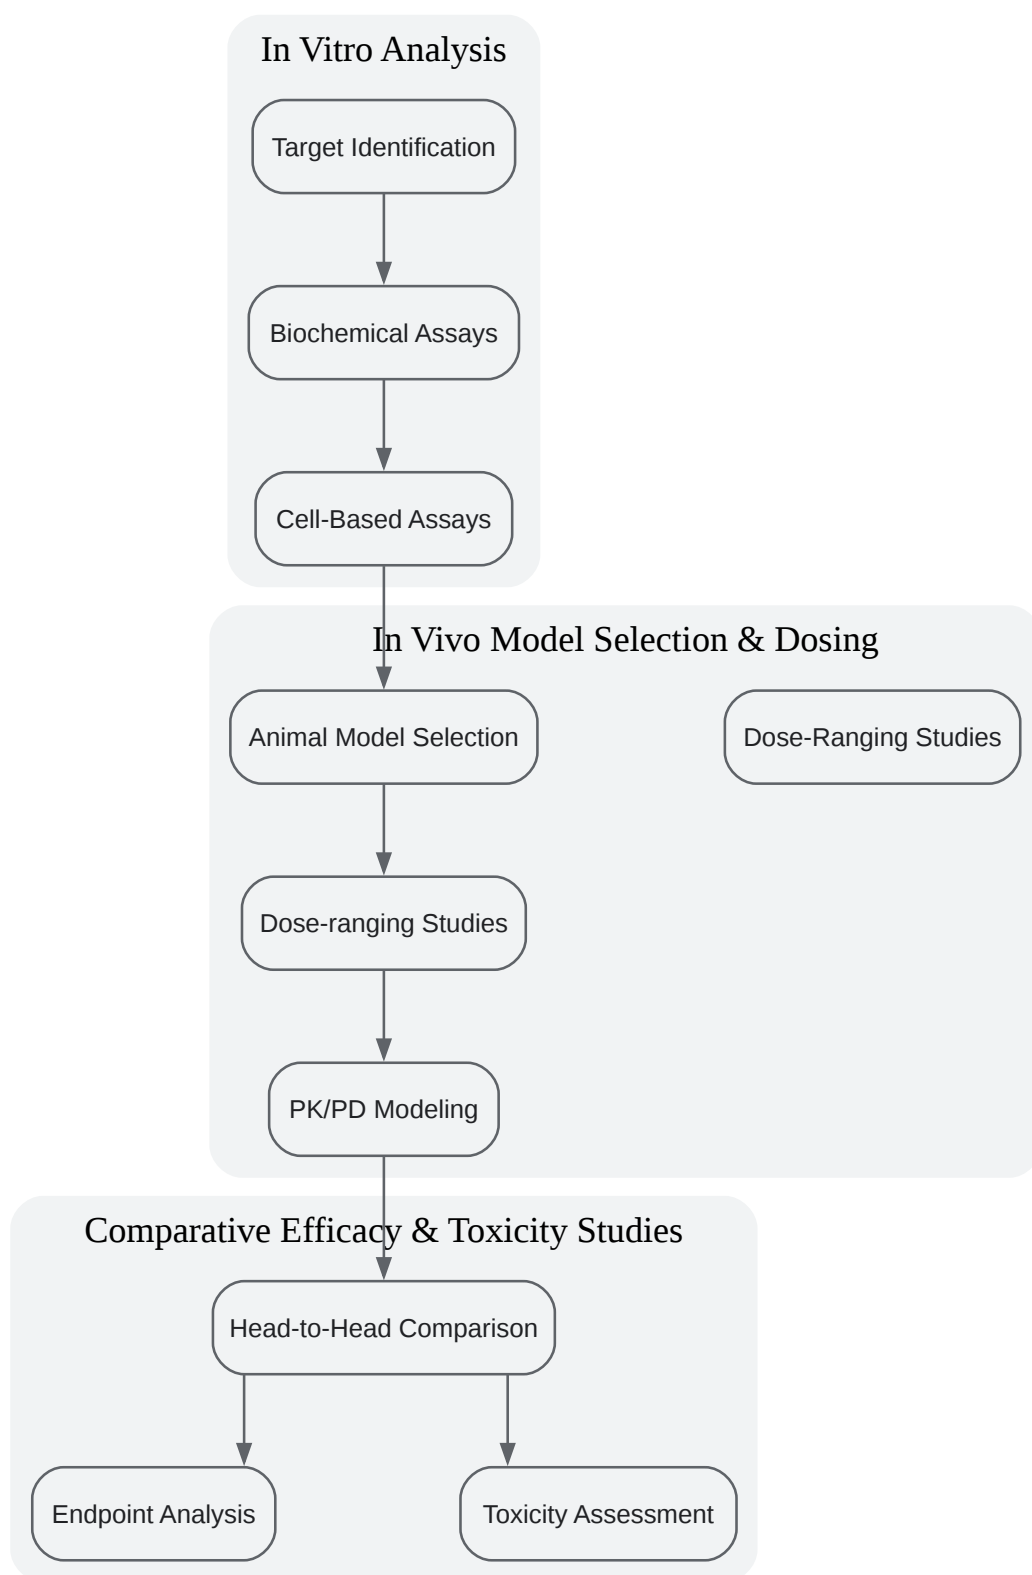 In Vitro Analysis
Target Identification
Biochemical Assays
Cell-Based Assays
In Vivo Model Selection & Dosing
Animal Model Selection
Dose-Ranging Studies
Dose-ranging Studies
PK/PD Modeling
Comparative Efficacy & Toxicity Studies
Head-to-Head Comparison
Endpoint Analysis
Toxicity Assessment